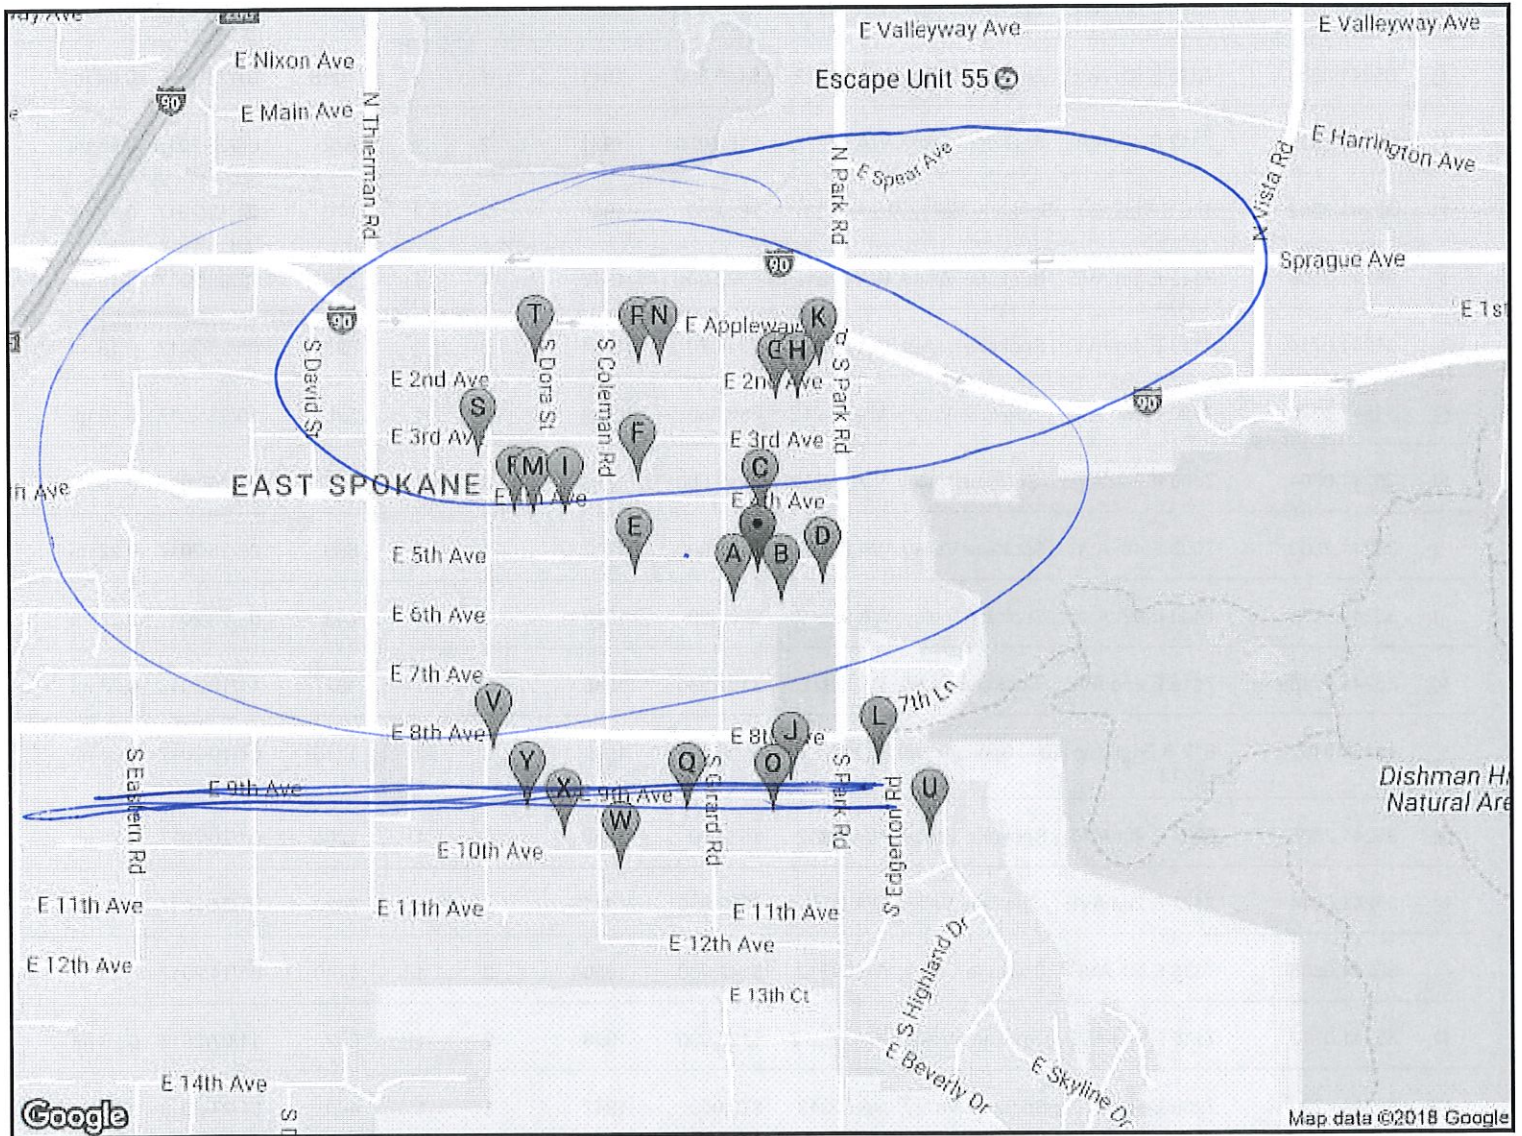 E Valleyway Ave
E Valleyway Ave
E Nixon Ave
Escape Unit 55
90
E Main Ave
N Thierman Rd
N Park Rd
E Spear Ave
E Harrington Ave
N Vista Rd
Sprague Ave
90
90
E 1st
T
N
K
E Appleway
H
S David St
S Dora St
S Coleman Rd
S Park Rd
E 2nd Ave
E 2nd Ave
90
S
F
E 3rd Ave
E 3rd Ave
M
I
C
EAST SPOKANE
E 4th Ave
E 4th Ave
E
D
A
B
E 5th Ave
E 6th Ave
E 7th Ave
7th Ln
V
L
J
E 8th Ave
E 8th Ave
Y
Q
O
S Eastern Rd
S Girard Rd
S Park Rd
S Edgerton Rd
U
X
E 9th Ave
E 9th Ave
Dishman Hi
Natural Are
W
E 10th Ave
E 11th Ave
E 11th Ave
E 11th Ave
E 12th Ave
E 12th Ave
S Highland Dr
E 13th Ct
E Beverly Dr
E Skyline Dr
E 14th Ave
Google
Map data ©2018 Google